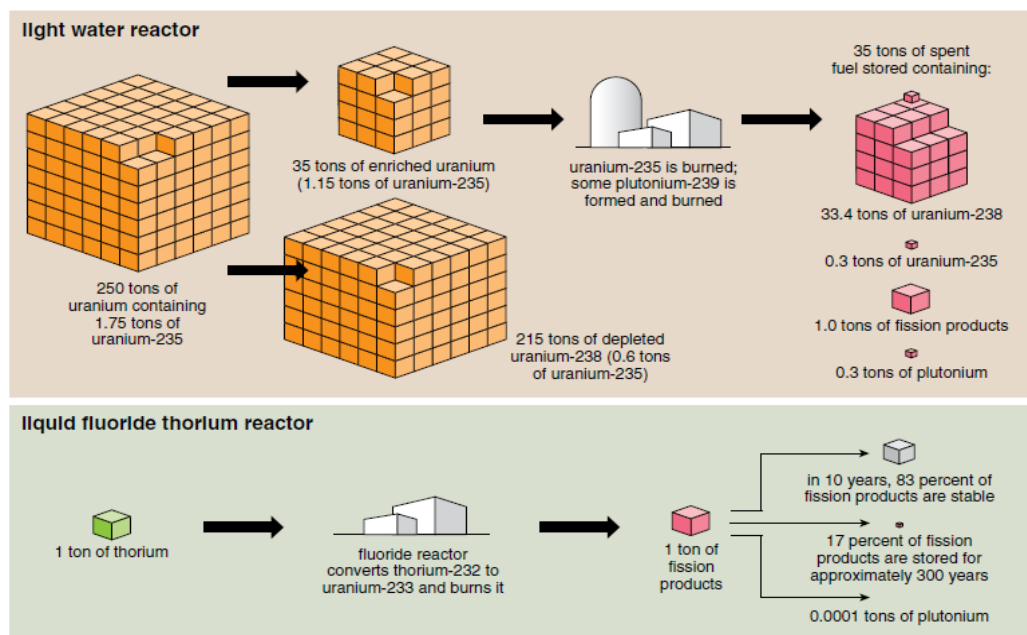 light water reactor
250 tons of
uranium containing
1.75 tons of
uranium-235
35 tons of enriched uranium
(1.15 tons of uranium-235)
215 tons of depleted
uranium-238 (0.6 tons
of uranium-235)
uranium-235 is burned;
some plutonium-239 is
formed and burned
35 tons of spent
fuel stored containing:
33.4 tons of uranium-238
0.3 tons of uranium-235
1.0 tons of fission products
0.3 tons of plutonium
liquid fluoride thorium reactor
1 ton of thorium
fluoride reactor
converts thorium-232 to
uranium-233 and burns it
1 ton of
fission
products
in 10 years, 83 percent of
fission products are stable
17 percent of fission
products are stored for
approximately 300 years
0.0001 tons of plutonium